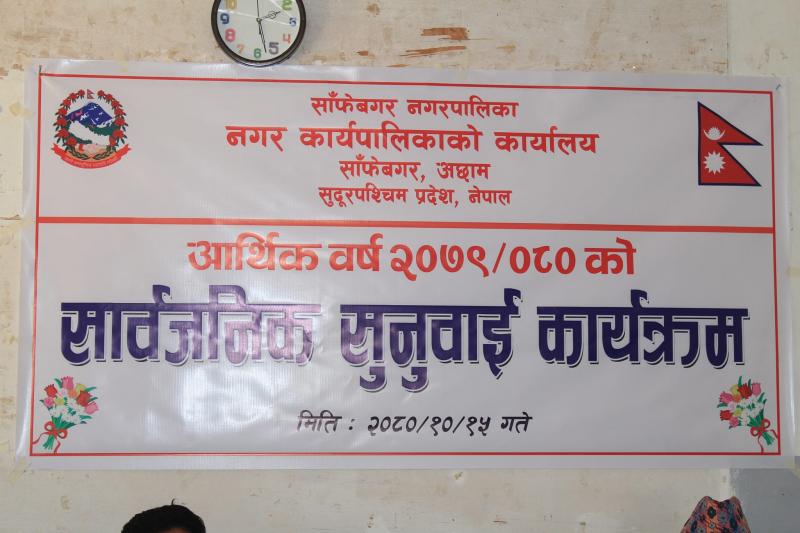 साँफेबगर नगरपालिका
नगर कार्यपालिकाको कार्यालय
साँफेबगर, अछाम
सुदूरपश्चिम प्रदेश, नेपाल
आर्थिक वर्ष २०७९/०८० को
सार्वजनिक सुनुवाई कार्यक्रम
मिति : २०८०/१०/१५ गते